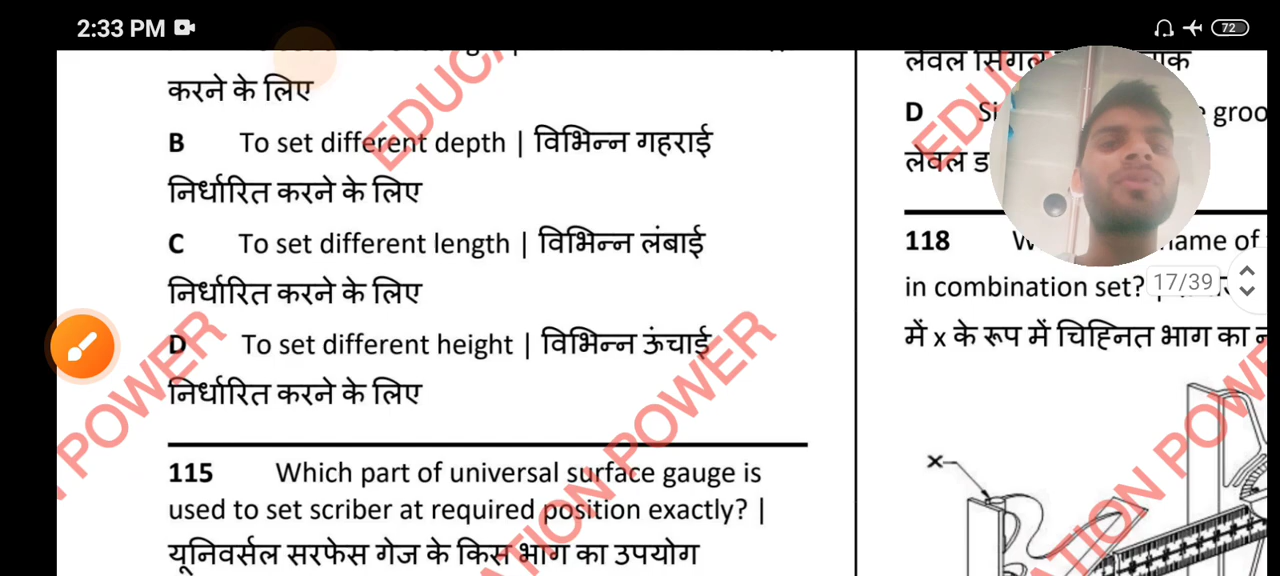 2:33 PM
72
करने के लिए
B To set different depth | विभिन्न गहराई
निर्धारित करने के लिए
C To set different length | विभिन्न लंबाई
निर्धारित करने के लिए
D To set different height | विभिन्न ऊंचाई
निर्धारित करने के लिए
115 Which part of universal surface gauge is
used to set scriber at required position exactly? |
यूनिवर्सल सरफेस गेज के किस भाग का उपयोग
लेवल सिंगल
D
लेवल
118
in combination set? |
17/39
में x के रूप में चिह्नित भाग का
X
POWER